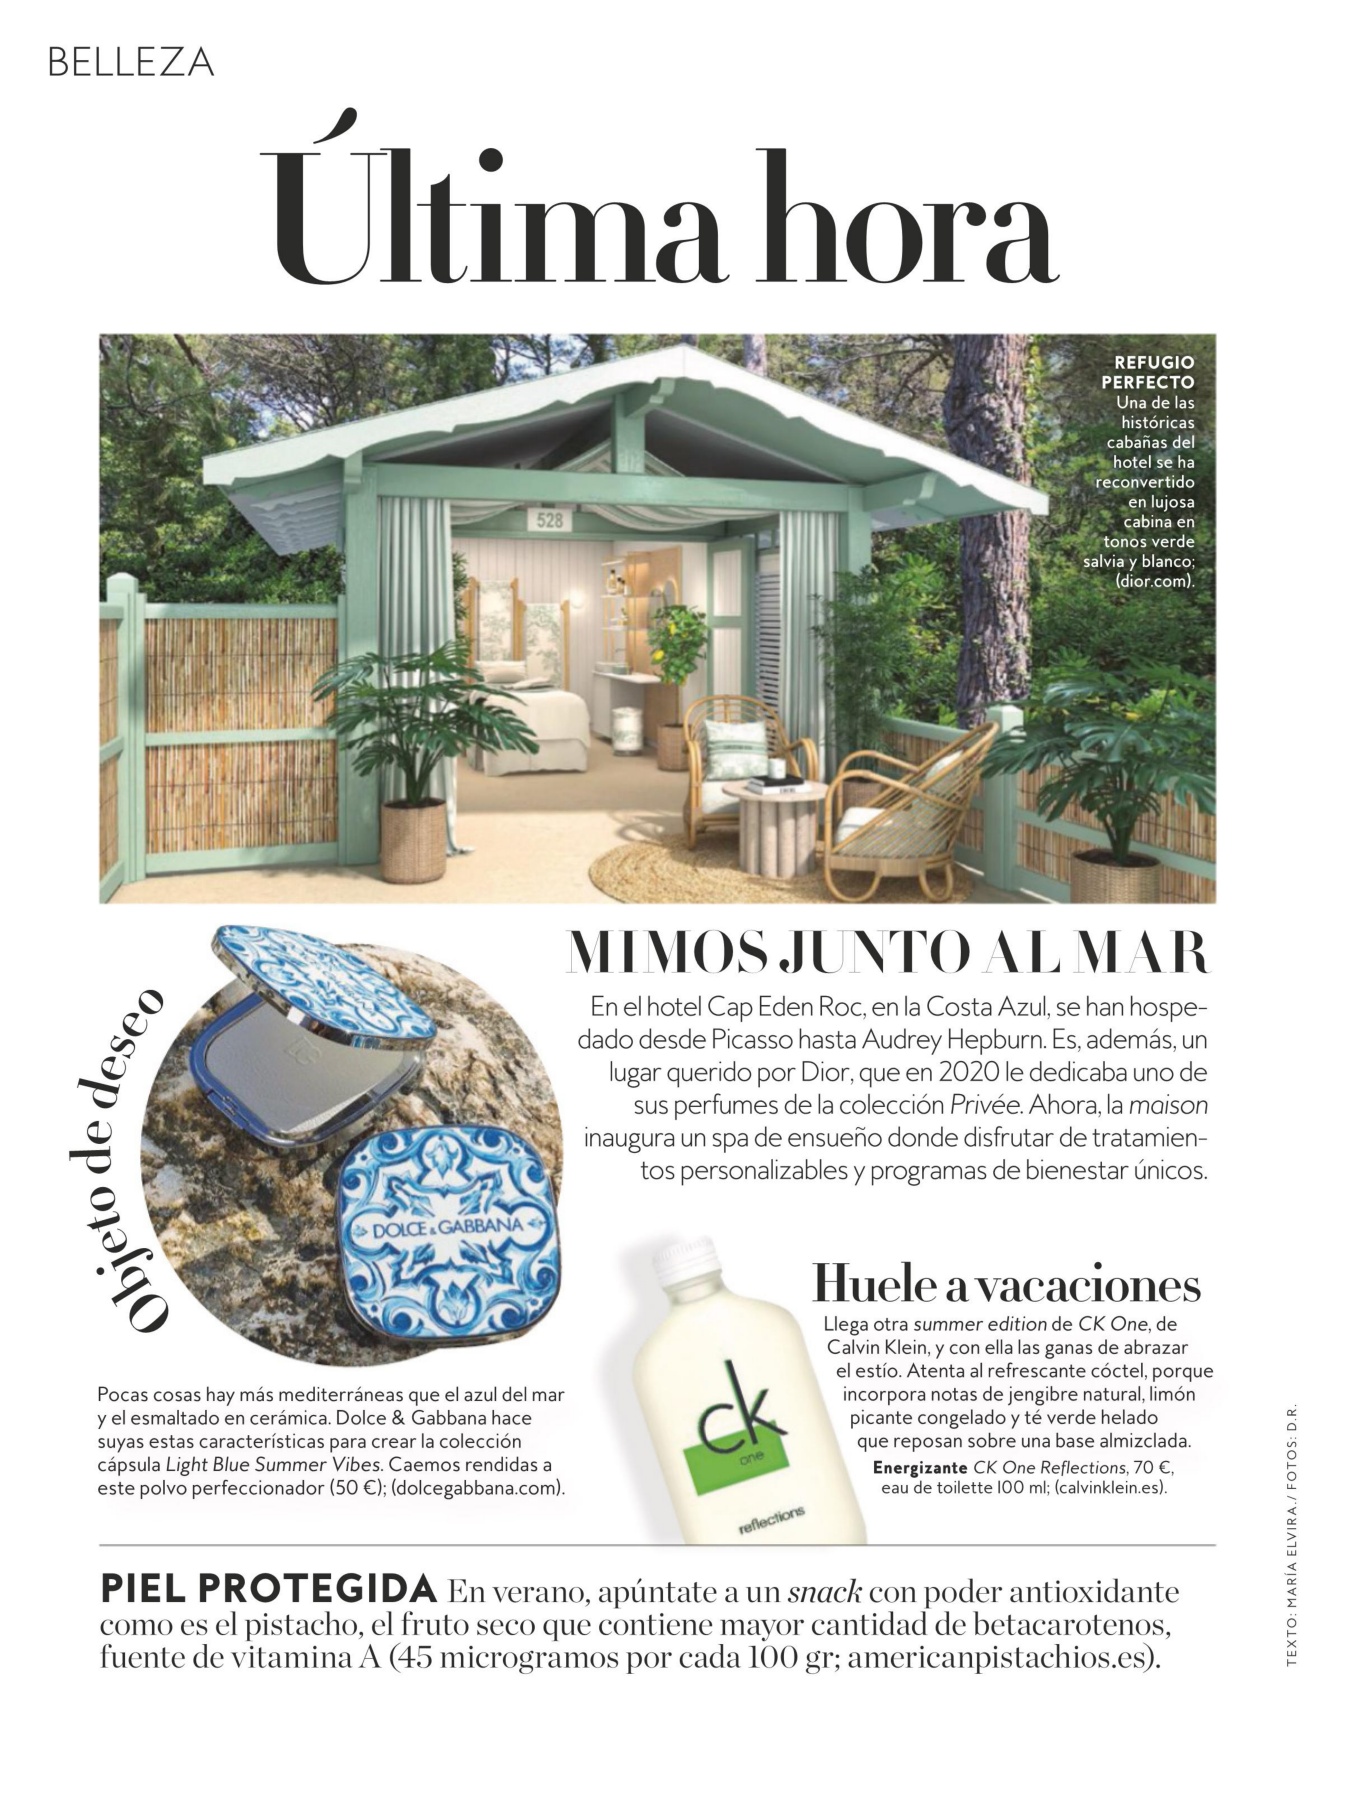 BELLEZA
Última hora
REFUGIO
PERFECTO
Una de las
históricas
cabañas del
hotel se ha
reconvertido
en lujosa
cabina en
tonos verde
salvia y blanco;
(dior.com).
528
MIMOS JUNTO AL MAR
En el hotel Cap Eden Roc, en la Costa Azul, se han hospe-
dado desde Picasso hasta Audrey Hepburn. Es, además, un
lugar querido por Dior, que en 2020 le dedicaba uno de
sus perfumes de la colección Privée. Ahora, la maison
inaugura un spa de ensueño donde disfrutar de tratamien-
tos personalizables y programas de bienestar únicos.
Objeto de deseo
DG
DOLCE & GABBANA
Pocas cosas hay más mediterráneas que el azul del mar
y el esmaltado en cerámica. Dolce & Gabbana hace
suyas estas características para crear la colección
cápsula Light Blue Summer Vibes. Caemos rendidas a
este polvo perfeccionador (50 €); (dolcegabbana.com).
Huele a vacaciones
Llega otra summer edition de CK One, de
Calvin Klein, y con ella las ganas de abrazar
el estío. Atenta al refrescante cóctel, porque
incorpora notas de jengibre natural, limón
picante congelado y té verde helado
que reposan sobre una base almizclada.
Energizante CK One Reflections, 70 €,
eau de toilette 100 ml; (calvinklein.es).
ck
one
reflections
PIEL PROTEGIDA En verano, apúntate a un snack con poder antioxidante
como es el pistacho, el fruto seco que contiene mayor cantidad de betacarotenos,
fuente de vitamina A (45 microgramos por cada 100 gr; americanpistachios.es).
TEXTO: MARÍA ELVIRA./ FOTOS: D.R.